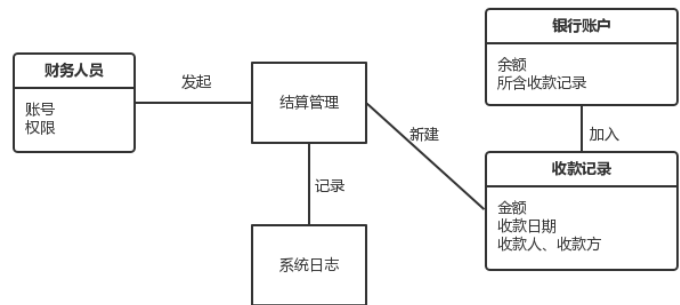 银行账户
余额
所含收款记录
财务人员
账号
权限
发起
结算管理
新建
加入
收款记录
金额
收款日期
收款人、收款方
记录
系统日志